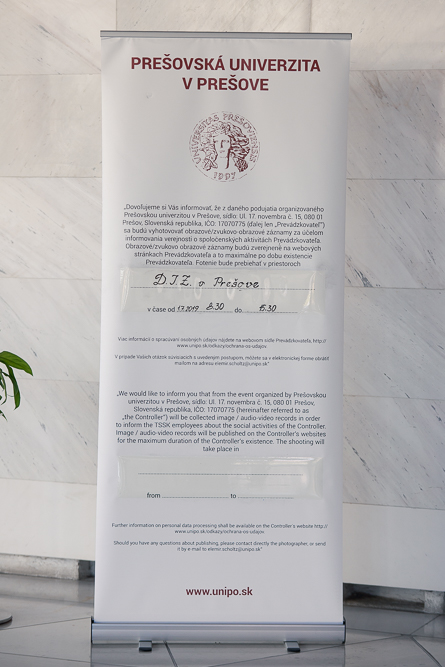 PREŠOVSKÁ UNIVERZITA
V PREŠOVE
UNIVERSITAS PREŠOVIENSIS
1997
„Dovoľujeme si Vás informovať, že z daného podujatia organizovaného
Prešovskou univerzitou v Prešove, sídlo: Ul. 17. novembra č. 15, 080 01
Prešov, Slovenská republika, IČO: 17070775 (ďalej len „Prevádzkovateľ")
sa budú vyhotovovať obrazové/zvukovo obrazové záznamy za účelom
informovania verejnosti o spoločenských aktivitách Prevádzkovateľa.
Obrazové/zvukovo obrazové záznamy budú zverejnené na webových
stránkach Prevádzkovateľa a to maximálne po dobu existencie
Prevádzkovateľa. Fotenie bude prebiehať v priestoroch
D.J.Z. v Prešove
v čase od 1.7.2019 8.30 do 15.30
Viac informácií o spracúvaní osobných údajov nájdete na webovom sídle Prevádzkovateľa, http://
www.unipo.sk/odkazy/ochrana-os-udajov
V prípade Vašich otázok súvisiacich s uvedeným postupom, môžete sa v elektronickej forme obrátiť
mailom na adresu
„We would like to inform you that from the event organized by Prešovskou
univerzitou v Prešove, sídlo: Ul. 17. novembra č. 15, 080 01 Prešov,
Slovenská republika, IČO: 17070775 (hereinafter referred to as
„the Controller") will be collected image / audio-video records in order
to inform the TSSK employees about the social activities of the Controller.
Image / audio-video records will be published on the Controller's websites
for the maximum duration of the Controller's existence. The shooting will
take place in
from to
Further information on personal data processing shall be available on the Controller's website http://
www.unipo.sk/odkazy/ochrana-os-udajov
Should you have any questions about publishing, please contact directly the photographer, or send
it by e-mail to
www.unipo.sk